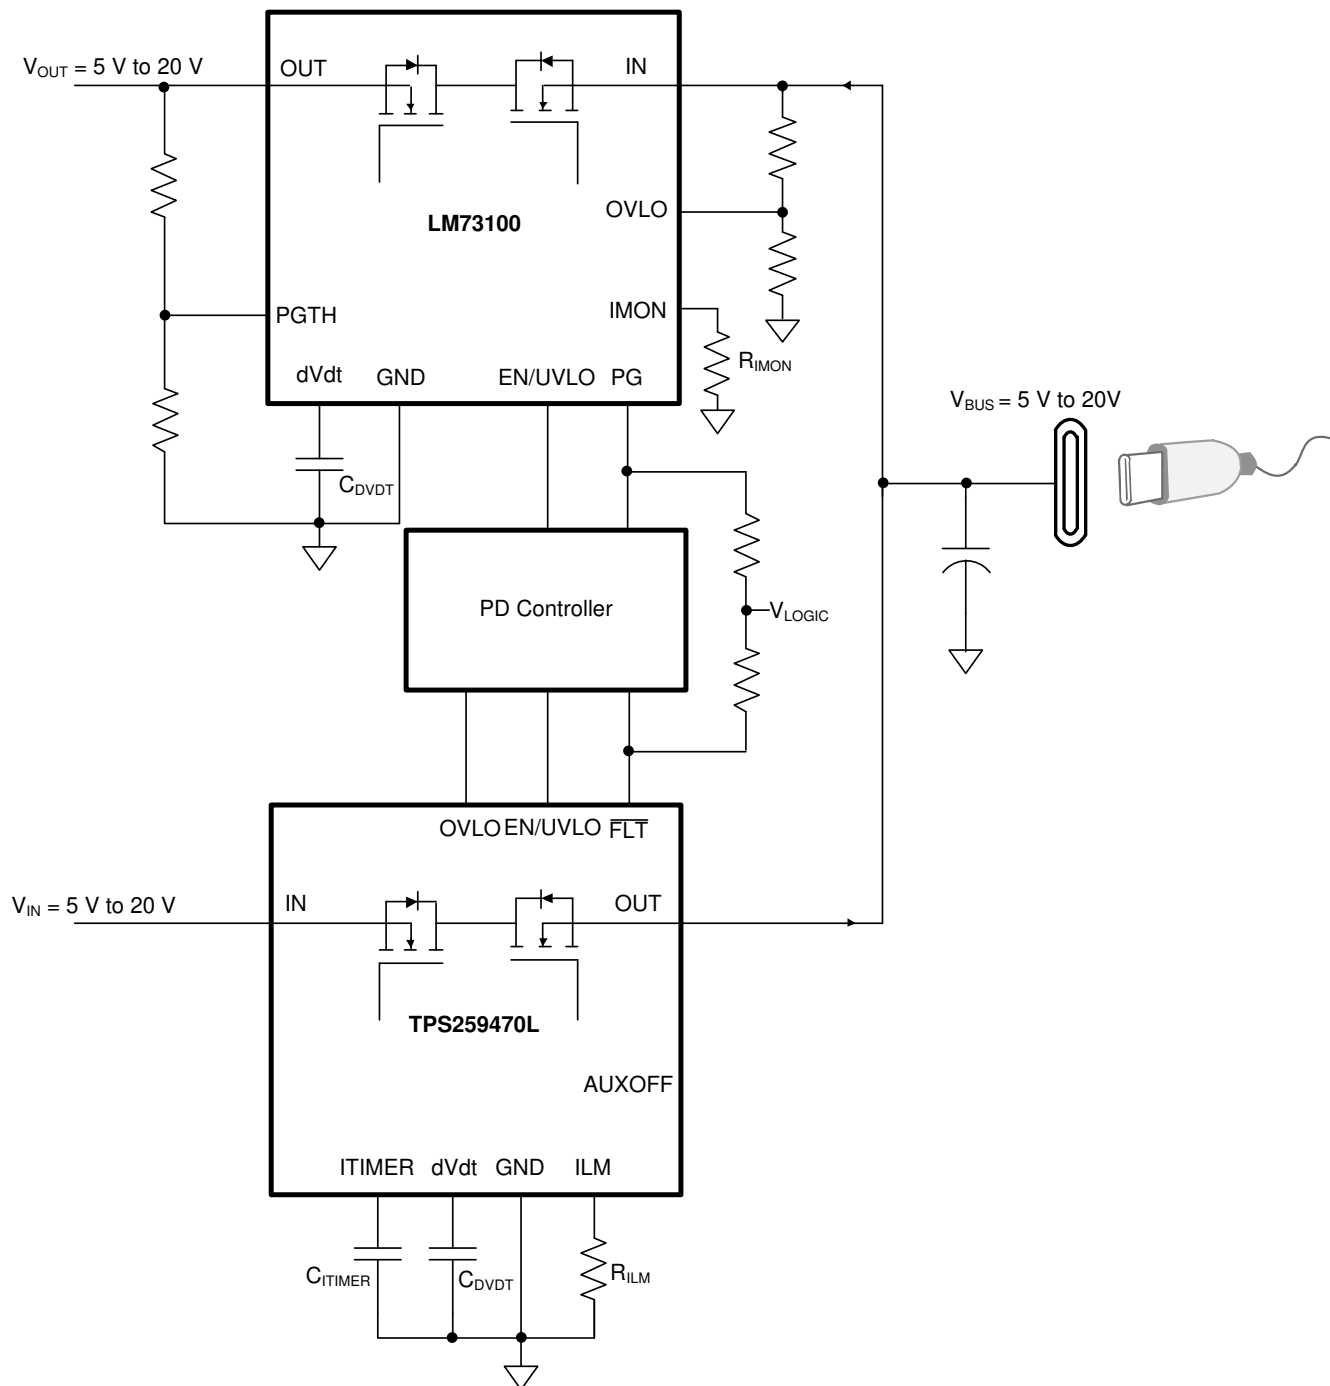 V_OUT = 5 V to 20 V
OUT
IN
OVLO
LM73100
PGTH
IMON
R_IMON
dVdt
GND
EN/UVLO
PG
C_DVDT
V_BUS = 5 V to 20V
PD Controller
V_LOGIC
OVLO
EN/UVLO
FLT
V_IN = 5 V to 20 V
IN
OUT
TPS259470L
AUXOFF
ITIMER
dVdt
GND
ILM
C_ITIMER
C_DVDT
R_ILM